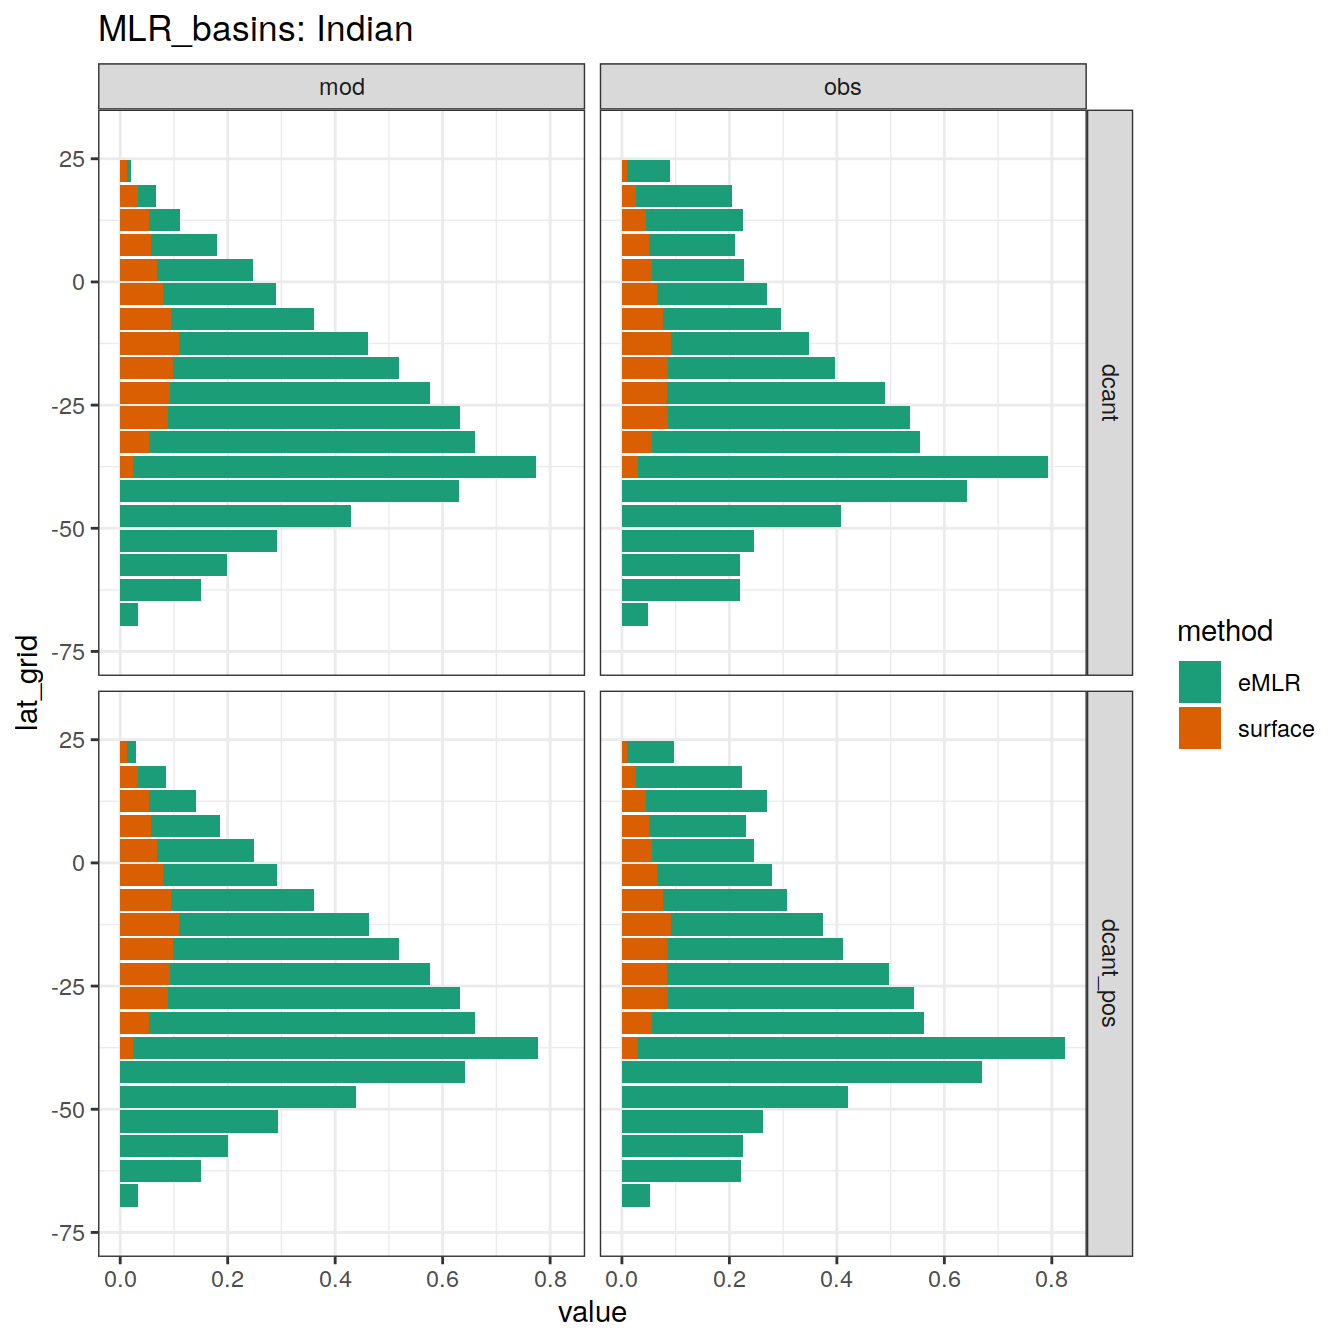 MLR_basins: Indian
mod
obs
25
0
-25
-50
-75
dcant
25
0
-25
-50
-75
dcant_pos
lat_grid
0.0 0.2 0.4 0.6 0.8
0.0 0.2 0.4 0.6 0.8
value
method
eMLR
surface